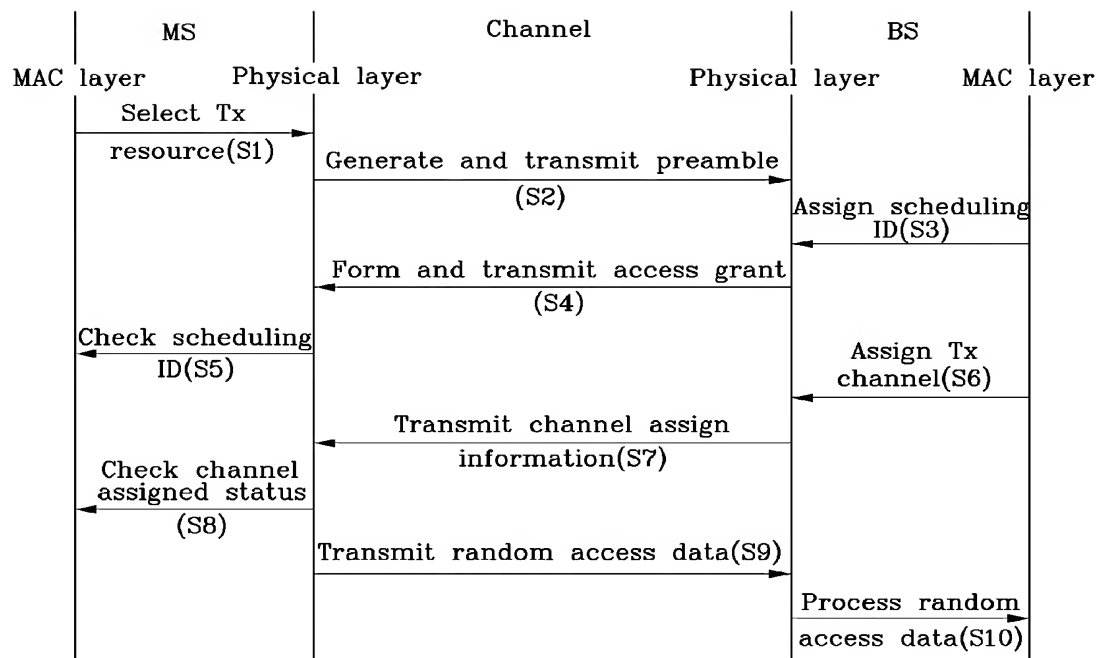 MS Channel BS
MAC layer Physical layer Physical layer MAC layer
Select Tx
resource(S1)
Generate and transmit preamble
(S2)
Assign scheduling
ID(S3)
Form and transmit access grant
(S4)
Check scheduling
ID(S5)
Assign Tx
channel(S6)
Transmit channel assign
information(S7)
Check channel
assigned status
(S8)
Transmit random access data(S9)
Process random
access data(S10)